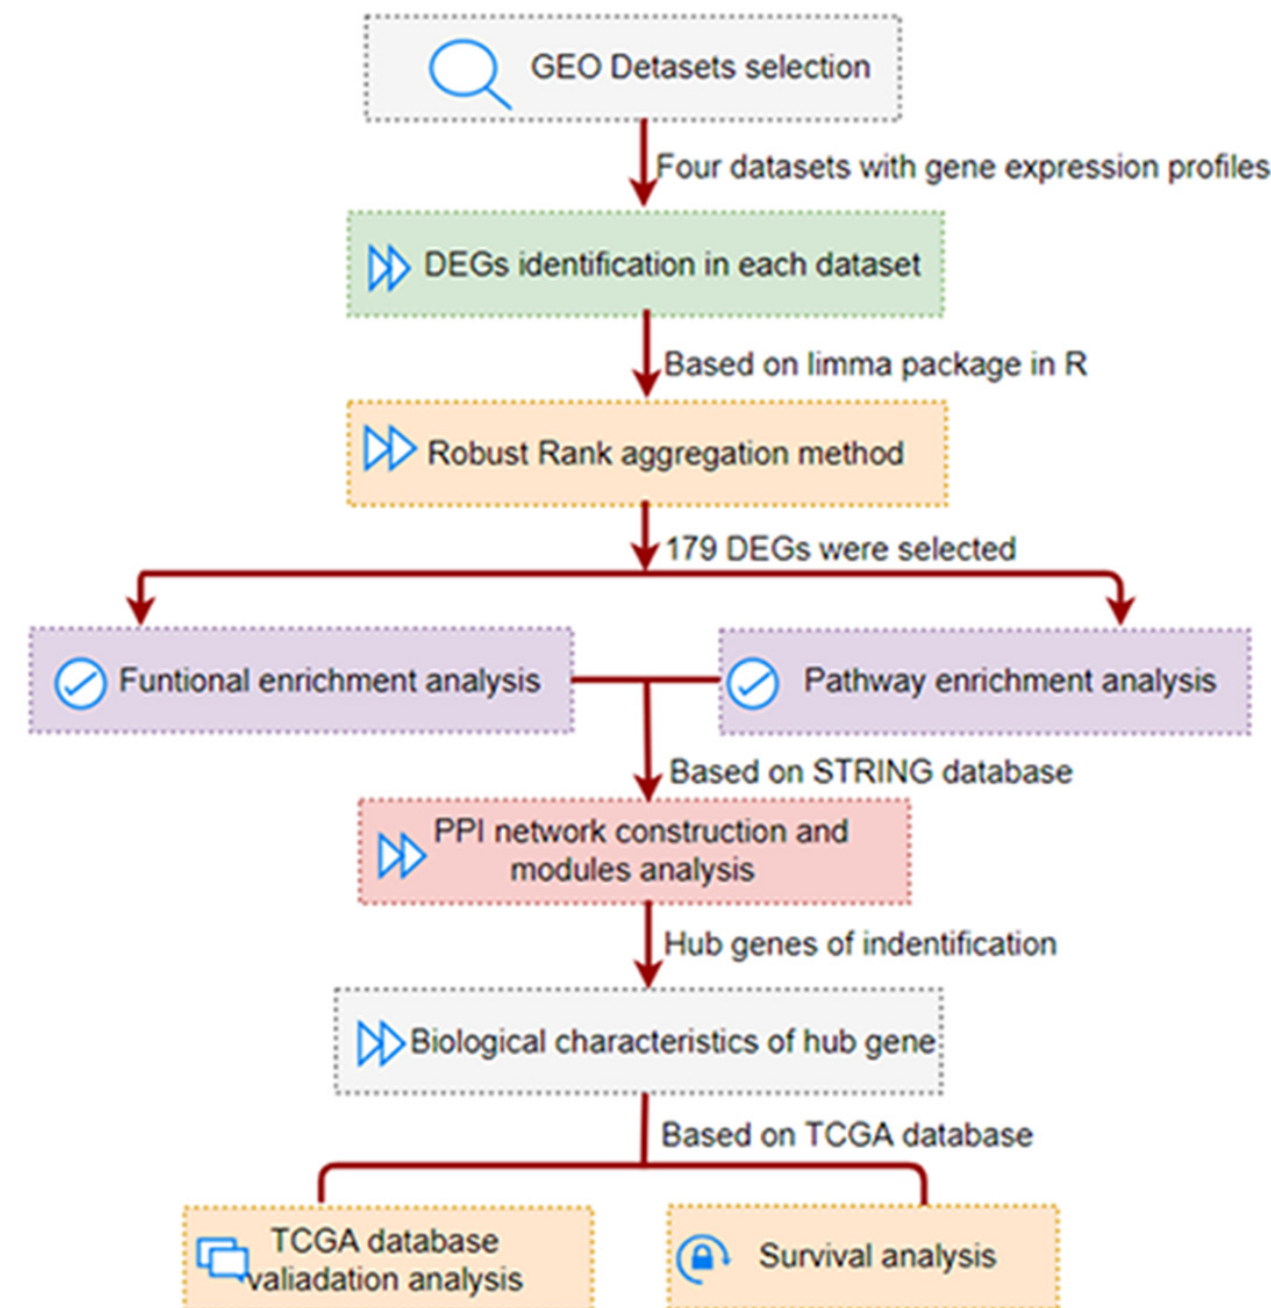 GEO Detasets selection
Four datasets with gene expression profiles
DEGs identification in each dataset
Based on limma package in R
Robust Rank aggregation method
179 DEGs were selected
Funtional enrichment analysis
Pathway enrichment analysis
Based on STRING database
PPI network construction and
modules analysis
Hub genes of indentification
Biological characteristics of hub gene
Based on TCGA database
TCGA database
valiadation analysis
Survival analysis